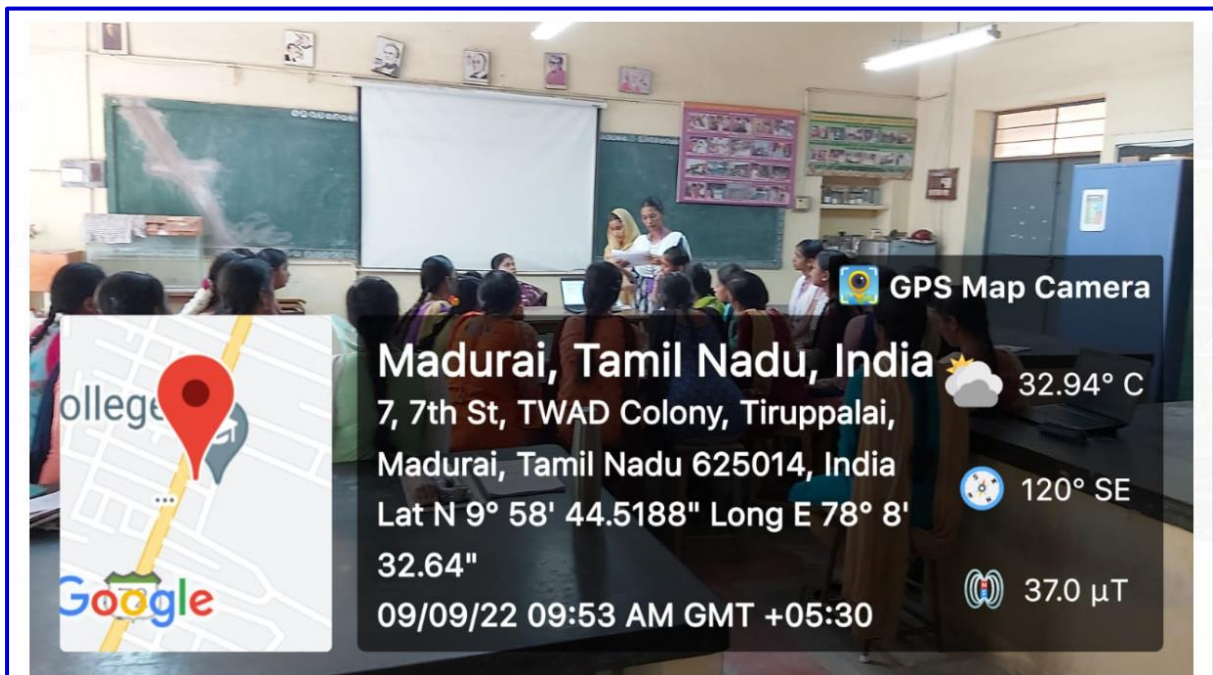 GPS Map Camera
ollege
Google
Madurai, Tamil Nadu, India
7, 7th St, TWAD Colony, Tiruppalai,
Madurai, Tamil Nadu 625014, India
Lat N 9° 58' 44.5188" Long E 78° 8'
32.64"
09/09/22 09:53 AM GMT +05:30
32.94° C
120° SE
37.0 µT